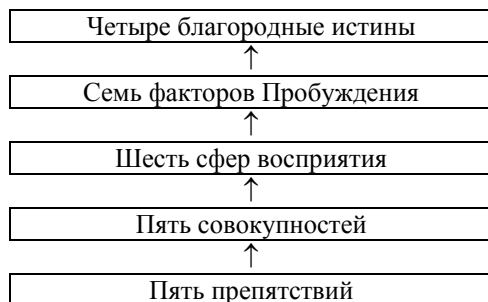 Четыре благородные истины
↑
Семь факторов Пробуждения
↑
Шесть сфер восприятия
↑
Пять совокупностей
↑
Пять препятствий